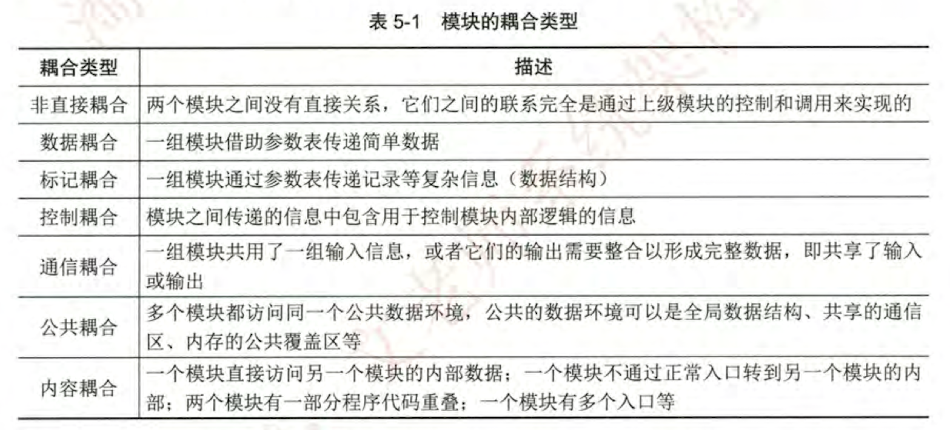 表 5-1 模块的耦合类型
耦合类型 描述
非直接耦合 两个模块之间没有直接关系，它们之间的联系完全是通过上级模块的控制和调用来实现的
数据耦合 一组模块借助参数表传递简单数据
标记耦合 一组模块通过参数表传递记录等复杂信息（数据结构）
控制耦合 模块之间传递的信息中包含用于控制模块内部逻辑的信息
通信耦合 一组模块共用了一组输入信息，或者它们的输出需要整合以形成完整数据，即共享了输入
或输出
公共耦合 多个模块都访问同一个公共数据环境，公共的数据环境可以是全局数据结构、共享的通信
区、内存的公共覆盖区等
内容耦合 一个模块直接访问另一个模块的内部数据；一个模块不通过正常入口转到另一个模块的内
部；两个模块有一部分程序代码重叠；一个模块有多个入口等